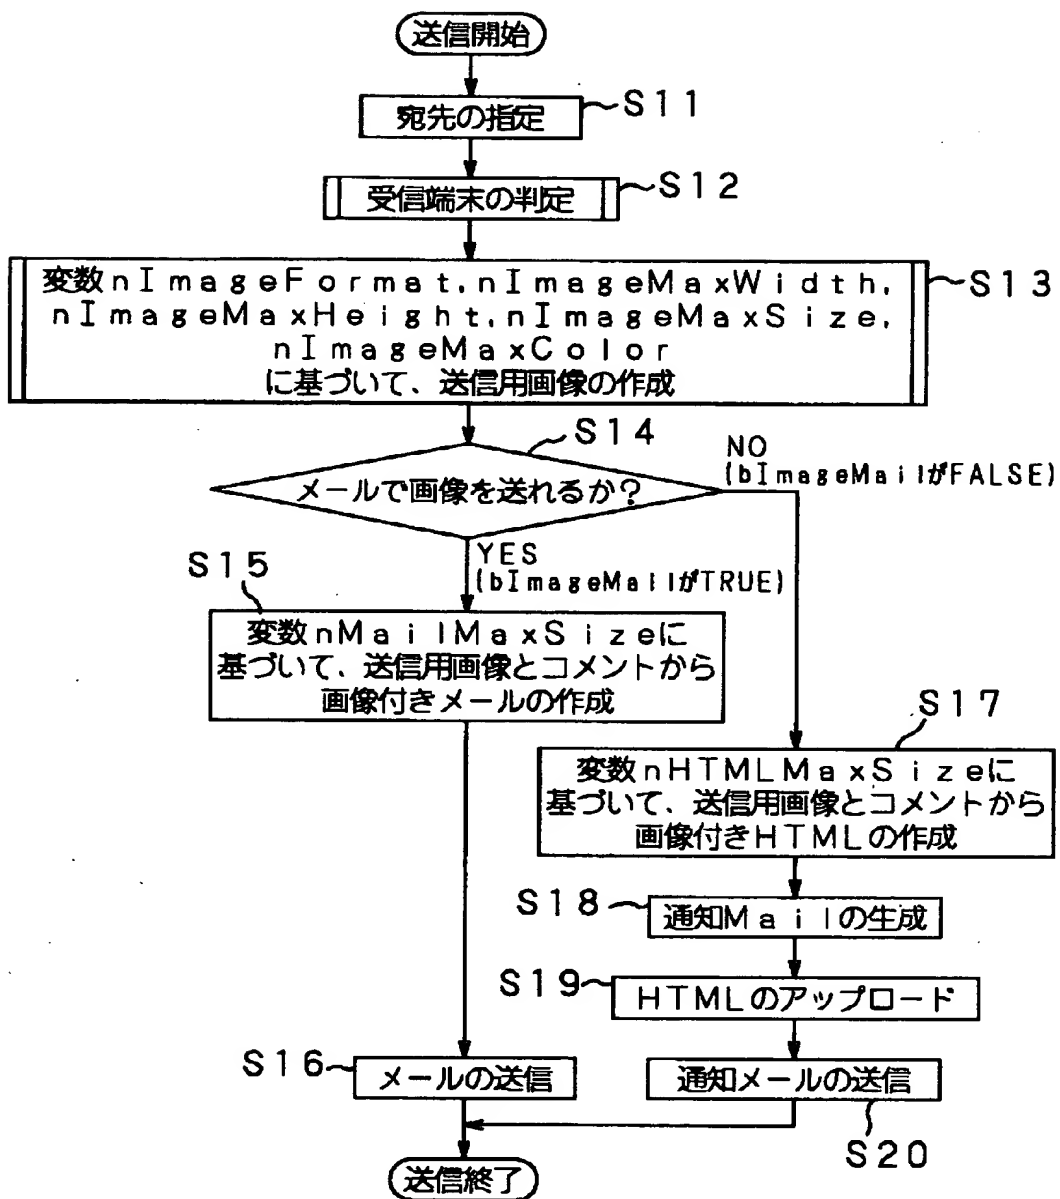 送信開始
宛先の指定
S11
受信端末の判定
S12
変数nImageFormat,nImageMaxWidth,
nImageMaxHeight,nImageMaxSize,
nImageMaxColor
に基づいて、送信用画像の作成
S13
S14
メールで画像を送れるか?
NO
(bImageMailがFALSE)
YES
(bImageMailがTRUE)
S15
変数nMailMaxSizeに
基づいて、送信用画像とコメントから
画像付きメールの作成
S17
変数nHTMLMaxSizeに
基づいて、送信用画像とコメントから
画像付きHTMLの作成
S18
通知Mailの生成
S19
HTMLのアップロード
S16
メールの送信
通知メールの送信
S20
送信終了